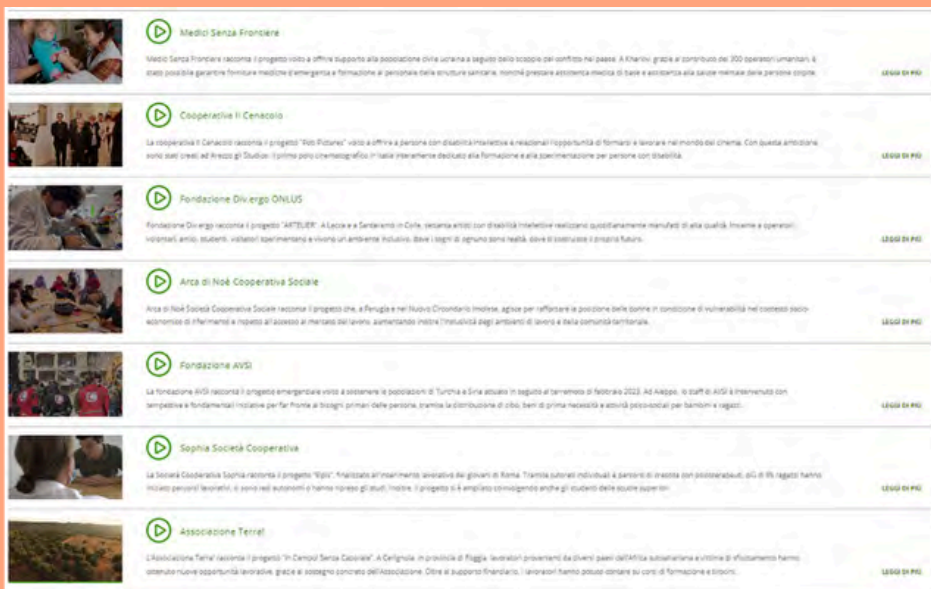 Medici Senza Frontiere
Medici Senza Frontiere racconta il progetto volto a offrire supporto alla popolazione civile ucraina a seguito dello scoppio del conflitto nel paese. A Kharkiv, grazie al contributo dei 300 operatori umanitari, è
stato possibile garantire forniture mediche d'emergenza e formazione al personale delle strutture sanitarie, nonché prestare assistenza medica di base e assistenza alla salute mentale delle persone colpite.
LEGGI DI PIÙ
Cooperative Il Cenacolo
La cooperativa Il Cenacolo racconta il progetto "Poti Pictures" volto a offrire a persone con disabilità intellettive e relazionali l'opportunità di formarsi e lavorare nel mondo del cinema. Con questa ambizione
sono stati creati ad Arezzo gli Studios: il primo polo cinematografico in Italia interamente dedicato alla formazione e alla sperimentazione per persone con disabilità.
Fondazione Div.ergo ONLUS
Fondazione Div.ergo racconta il progetto "ARTELIER". A Lecce e a Santeramo in Colle, sessanta artisti con disabilità intellettive realizzano quotidianamente manufatti di alta qualità. Insieme a operatori,
volontari, amici, studenti, visitatori sperimentano e vivono un ambiente inclusivo, dove i sogni di ognuno sono realtà, dove si costruisce il proprio futuro.
LEGGI DI PIÙ
Arca di Noè Cooperativa Sociale
Arca di Noè Società Cooperativa Sociale racconta il progetto che, a Perugia e nel Nuovo Circondario Imolese, agisce per rafforzare la posizione delle donne in condizione di vulnerabilità nel contesto socio-
economico di riferimento e rispetto all'accesso al mercato del lavoro, aumentando inoltre l'inclusività degli ambienti di lavoro e della comunità territoriale.
LEGGI DI PIÙ
Fondazione AVSI
La fondazione AVSI racconta il progetto emergenziale volto a sostenere le popolazioni di Turchia e Siria attuato in seguito al terremoto di febbraio 2023. Ad Aleppo, lo staff di AVSI è intervenuto con
tempestive e fondamentali iniziative per far fronte ai bisogni primari delle persone, tramite la distribuzione di cibo, beni di prima necessità e attività psicosociali per bambini e ragazzi.
LEGGI DI PIÙ
Sophia Società Cooperativa
La Società Cooperativa Sophia racconta il progetto finalizzato all'inserimento lavorativo dei giovani di Roma. Tramite tutorati individuali e percorsi di crescita con psicoterapeuti, più di ragazzi hanno
iniziato percorsi lavorativi, si sono resi autonomi o hanno ripreso gli studi. Inoltre, il progetto si è ampliato coinvolgendo anche gli studenti delle scuole superiori.
LEGGI DI PIÙ
Associazione Terra!
L'Associazione Terra! racconta il progetto "In Campo! Senza Caporale". A Cerignola, in provincia di Foggia, lavoratori provenienti da diversi paesi dell'Africa subsahariana e vittime di sfruttamento hanno
ottenuto nuove opportunità lavorative, grazie al sostegno concreto dell'Associazione. Oltre al supporto finanziario, i lavoratori hanno potuto contare su corsi di formazione e tirocini.
LEGGI DI PIÙ